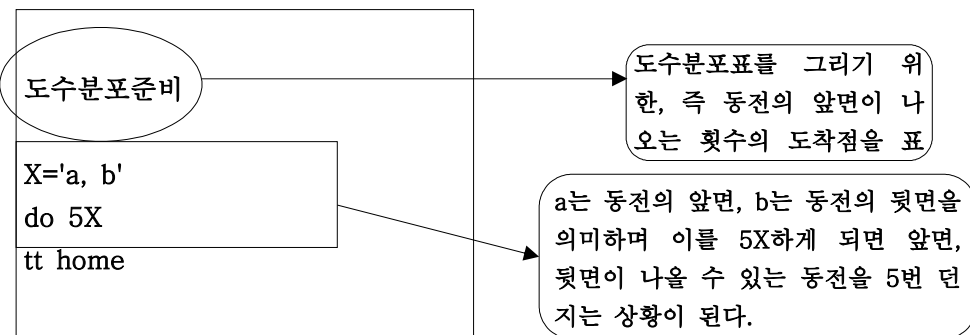 도수분포준비
X='a, b'
do 5X
tt home
도수분포표를 그리기 위
한, 즉 동전의 앞면이 나
오는 횟수의 도착점을 표
a는 동전의 앞면, b는 동전의 뒷면을
의미하며 이를 5X하게 되면 앞면,
뒷면이 나올 수 있는 동전을 5번 던
지는 상황이 된다.